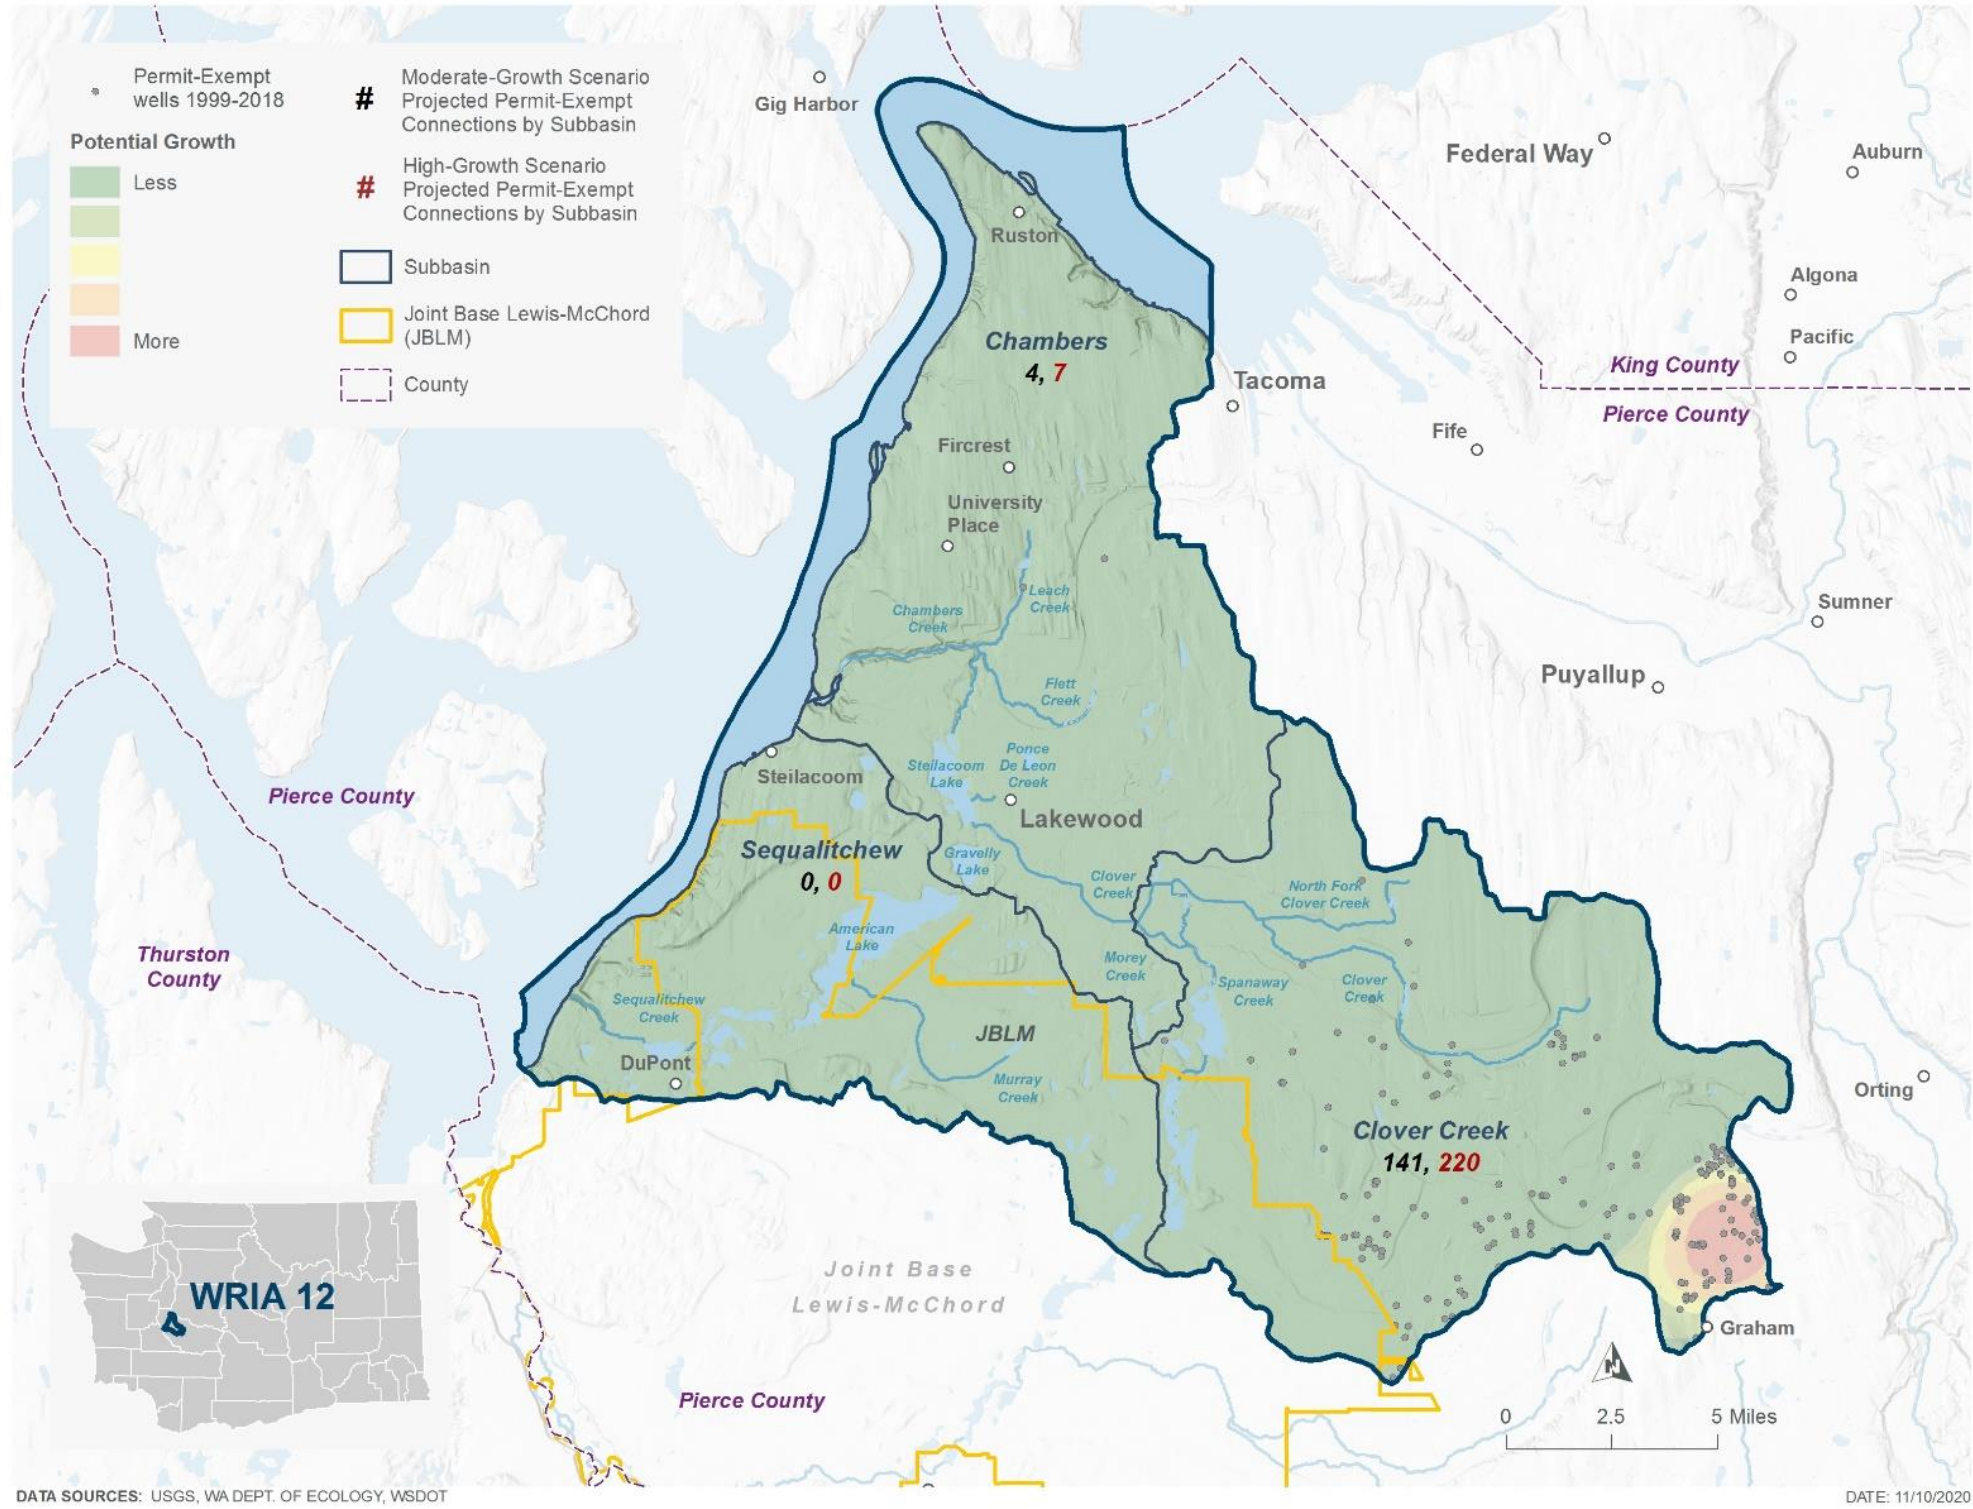 Permit-Exempt
wells 1999-2018
Potential Growth
Less
More
#
Moderate-Growth Scenario
Projected Permit-Exempt
Connections by Subbasin
#
High-Growth Scenario
Projected Permit-Exempt
Connections by Subbasin
Subbasin
Joint Base Lewis-McChord
(JBLM)
County
Gig Harbor
Federal Way
Auburn
Ruston
Algona
Pacific
Chambers
4, 7
King County
Pierce County
Tacoma
Fife
Fircrest
University
Place
Leach
Creek
Chambers
Creek
Sumner
Puyallup
Flett
Creek
Steilacoom
Steilacoom
Lake
Ponce
De Leon
Creek
Lakewood
Pierce County
Sequalitchew
0, 0
Gravelly
Lake
Clover
Creek
North Fork
Clover Creek
American
Lake
Thurston
County
Morey
Creek
Spanaway
Creek
Clover
Creek
Sequalitchew
Creek
JBLM
DuPont
Murray
Creek
Orting
Clover Creek
141, 220
Joint Base
Lewis-McChord
WRIA 12
Graham
Pierce County
N
0 2.5 5 Miles
DATA SOURCES: USGS, WA DEPT. OF ECOLOGY, WSDOT
DATE: 11/10/2020